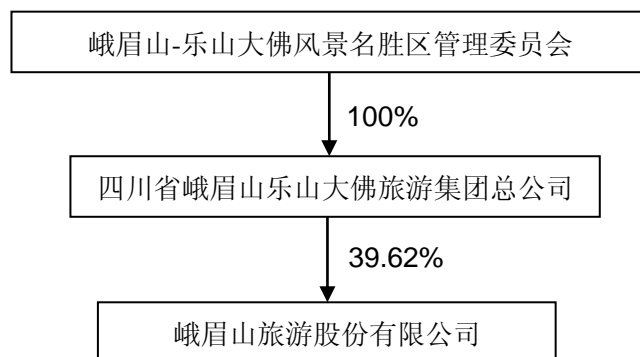 峨眉山-乐山大佛风景名胜区管理委员会
100%
四川省峨眉山乐山大佛旅游集团总公司
39.62%
峨眉山旅游股份有限公司